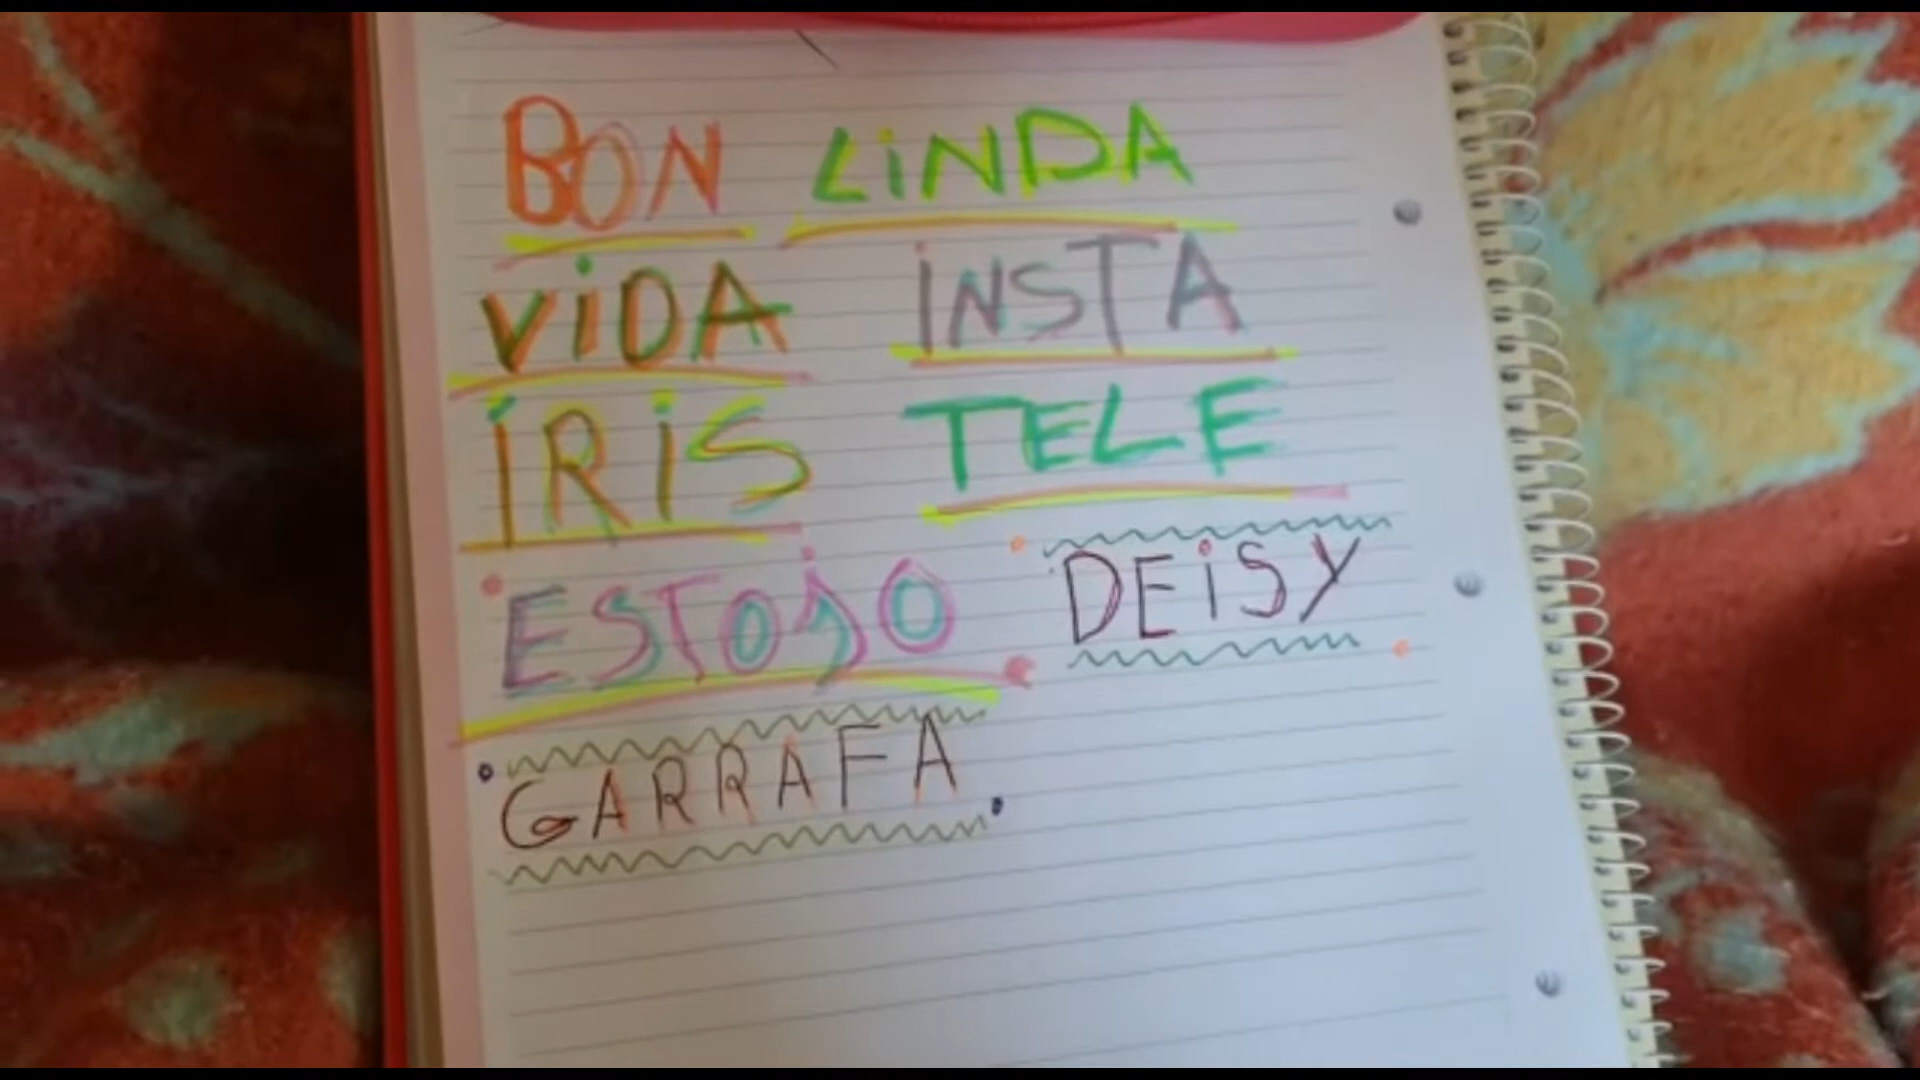 BON LiNDA
ViDA iNSTA
iRiS TELE
ESTOJO DEiSY
GARRAFA